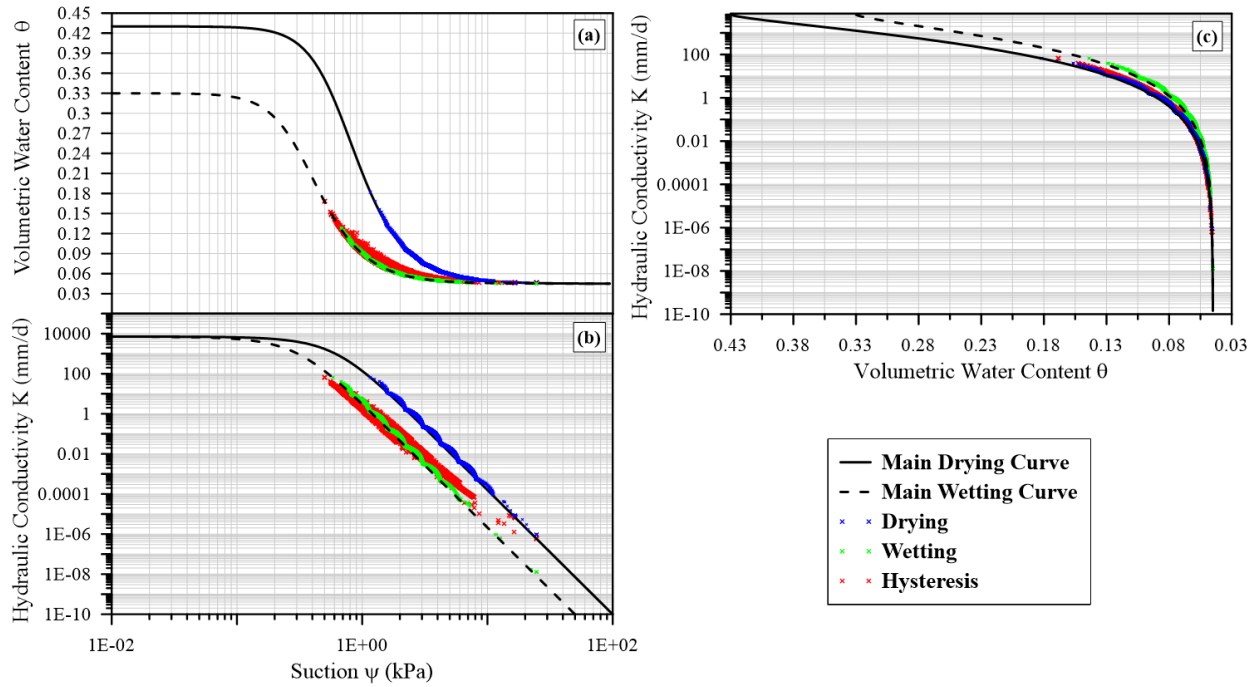 Volumetric Water Content θ
0.45
0.42
0.39
0.36
0.33
0.3
0.27
0.24
0.21
0.18
0.15
0.12
0.09
0.06
0.03
(a)
Hydraulic Conductivity K (mm/d)
10000
100
1
0.01
0.0001
1E-06
1E-08
1E-10
(b)
1E-02 1E+00 1E+02
Suction ψ (kPa)
Hydraulic Conductivity K (mm/d)
100
1
0.01
0.0001
1E-06
1E-08
1E-10
(c)
0.43 0.38 0.33 0.28 0.23 0.18 0.13 0.08 0.03
Volumetric Water Content θ
Main Drying Curve
Main Wetting Curve
Drying
Wetting
Hysteresis